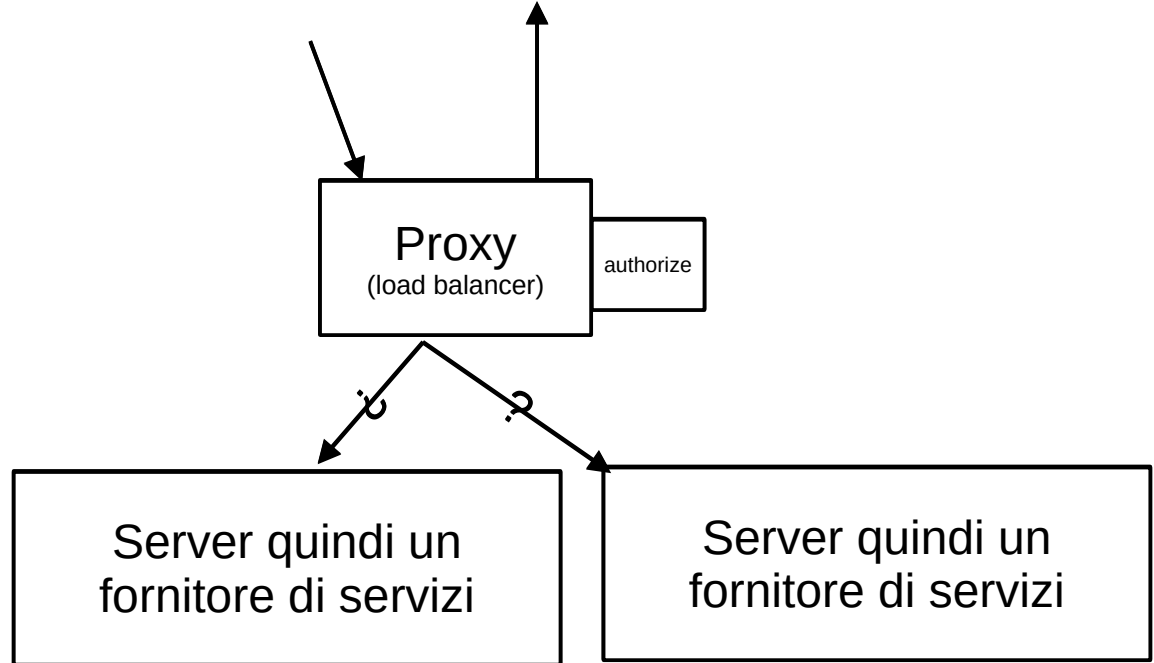 Proxy
(load balancer)
authorize
?
?
Server quindi un
fornitore di servizi
Server quindi un
fornitore di servizi